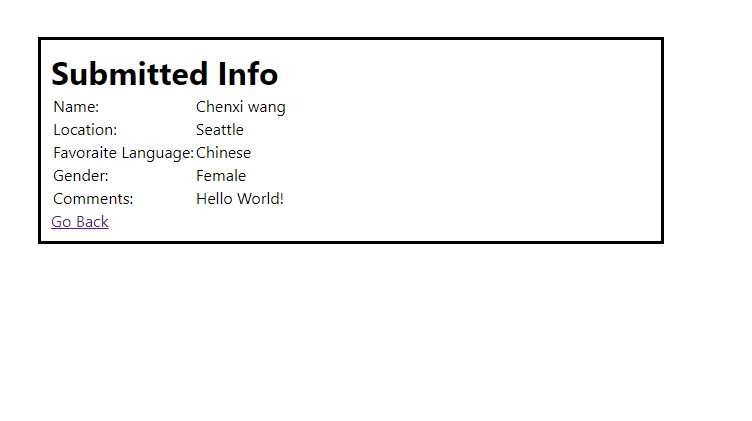 Submitted Info
Name: Chenxi wang
Location: Seattle
Favoraite Language: Chinese
Gender: Female
Comments: Hello World!
Go Back